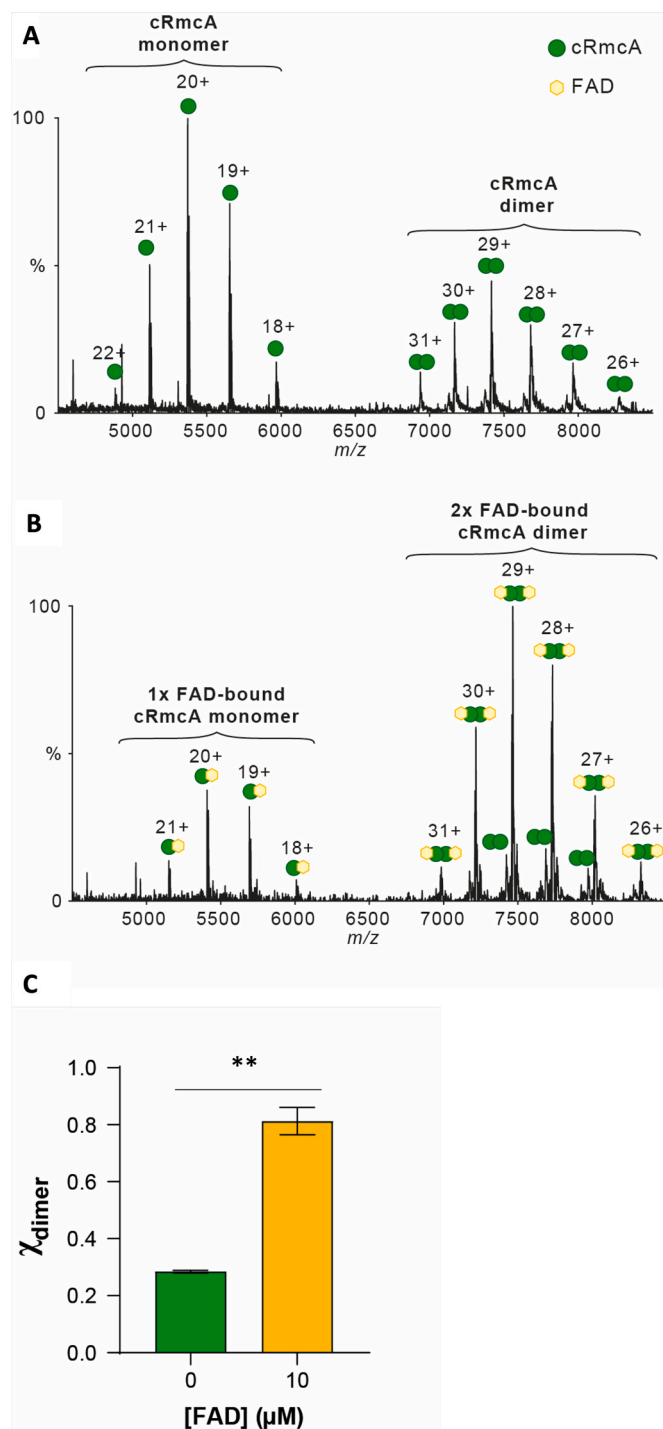 A
cRmcA
monomer
cRmcA
FAD
20+
100
19+
cRmcA
dimer
21+
29+
%
30+
28+
18+
31+
27+
22+
26+
0
5000 5500 6000 7000 7500 8000
m/z
B
2x FAD-bound
cRmcA dimer
29+
100
28+
1x FAD-bound
cRmcA monomer
30+
%
20+
19+
27+
21+
31+
26+
18+
0
5000 5500 6000 6500 7000 7500 8000
m/z
C
**
1.0
0.8
0.6
0.4
0.2
0.0
χdimer
0 10
[FAD] (µM)